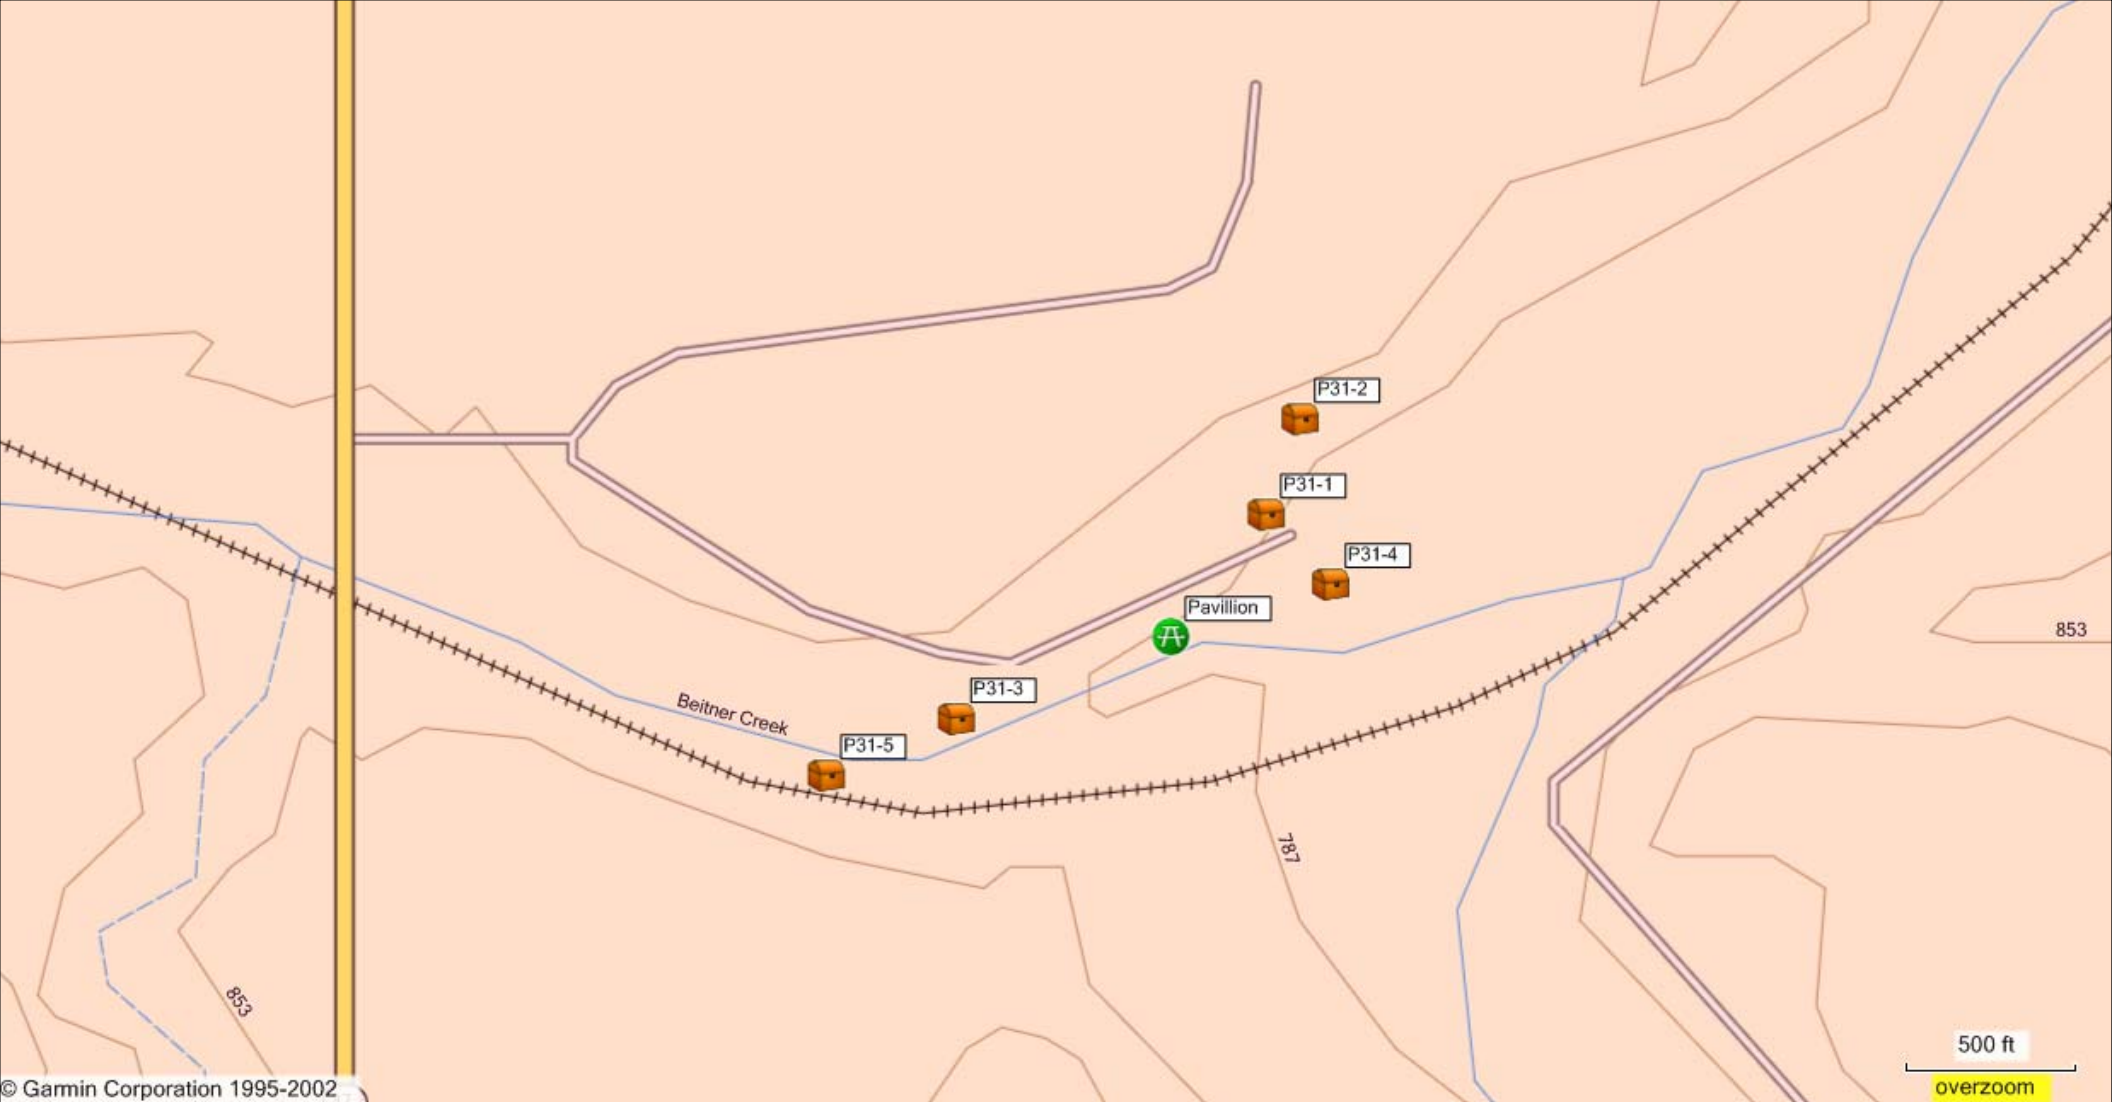 P31-2
P31-1
P31-4
Pavillion
853
P31-3
Beitner Creek
P31-5
787
853
500 ft
overzoom
© Garmin Corporation 1995-2002